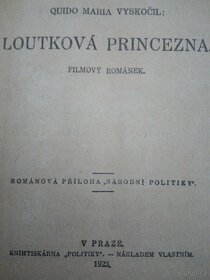 QUIDO MARIA VYSKOČIL:
LOUTKOVÁ PRINCEZNA.
FILMOVÝ ROMÁNEK.
ROMÁNOVÁ PŘÍLOHA „NÁRODNÍ POLITIKY“.
V PRAZE.
KNIHTISKÁRNA „POLITIKY“. – NÁKLADEM VLASTNÍM.
1923.